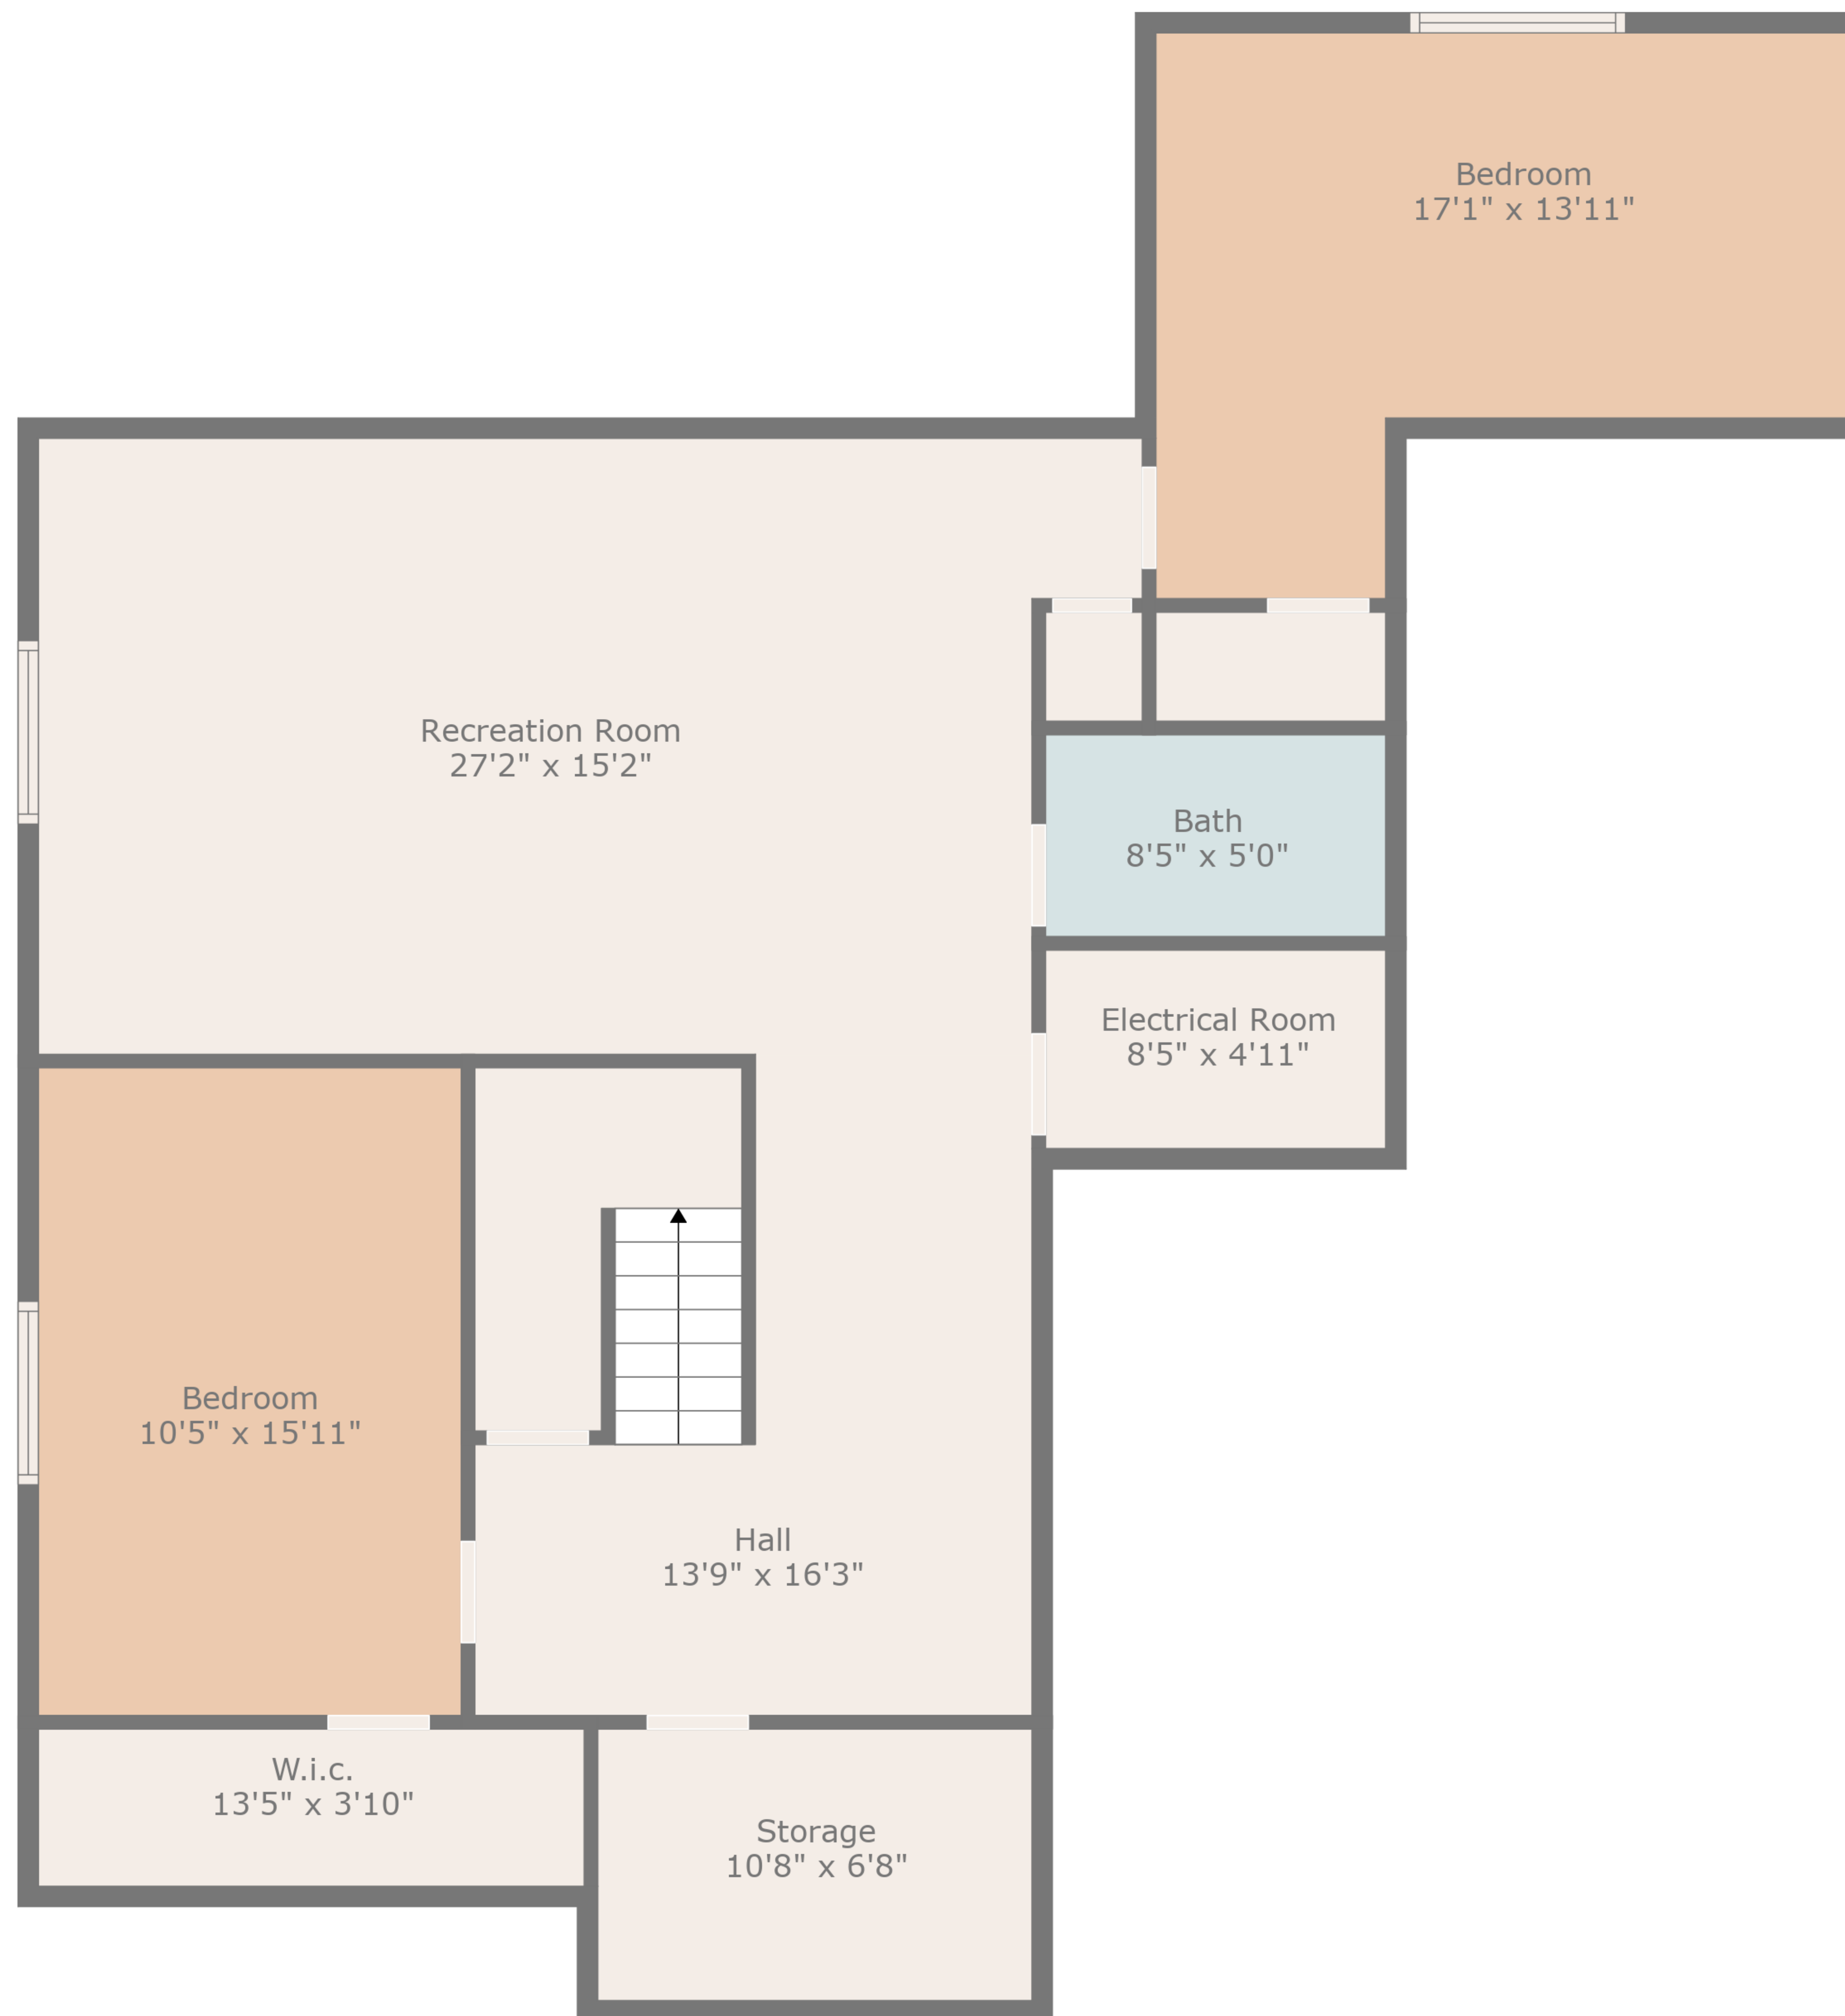 Bedroom
17'1" x 13'11"
Recreation Room
27'2" x 15'2"
Bath
8'5" x 5'0"
Electrical Room
8'5" x 4'11"
Bedroom
10'5" x 15'11"
Hall
13'9" x 16'3"
W.i.c.
13'5" x 3'10"
Storage
10'8" x 6'8"